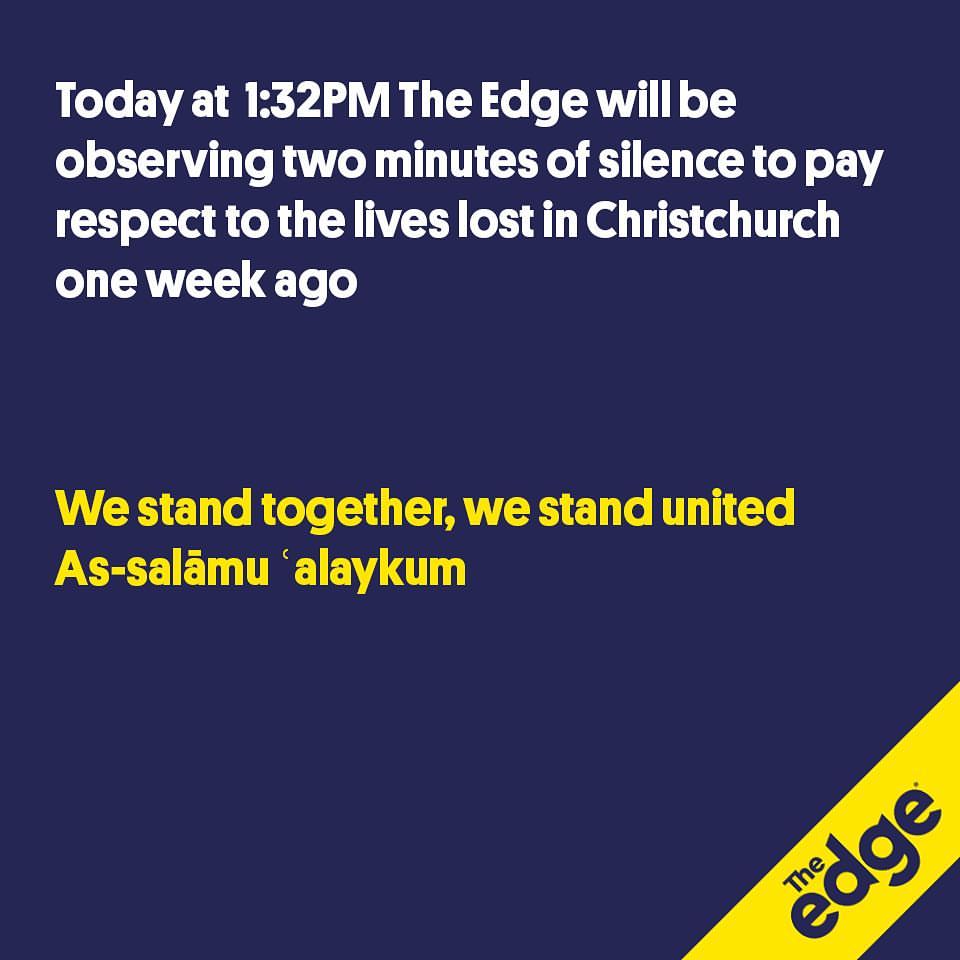 Today at 1:32PM The Edge will be
observing two minutes of silence to pay
respect to the lives lost in Christchurch
one week ago
We stand together, we stand united
As-salāmu ʿalaykum
The
edge